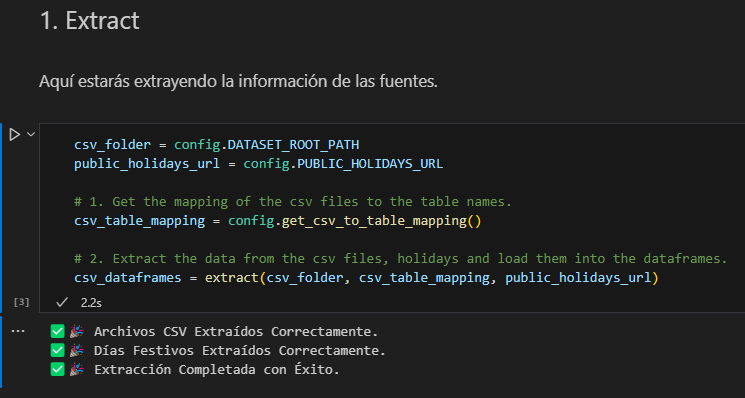 1. Extract
Aquí estarás extrayendo la información de las fuentes.
csv_folder = config.DATASET_ROOT_PATH
public_holidays_url = config.PUBLIC_HOLIDAYS_URL
# 1. Get the mapping of the csv files to the table names.
csv_table_mapping = config.get_csv_to_table_mapping()
# 2. Extract the data from the csv files, holidays and load them into the dataframes.
csv_dataframes = extract(csv_folder, csv_table_mapping, public_holidays_url)
[3] ✓ 2.2s
... ✅🎉 Archivos CSV Extraídos Correctamente.
✅🎉 Días Festivos Extraídos Correctamente.
✅🎉 Extracción Completada con Éxito.